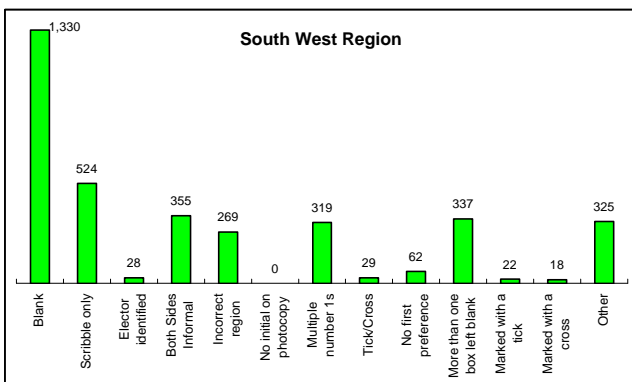 South West Region
1,330
524
28
355
269
0
319
29
62
337
22
18
325
Blank
Scribble only
Elector
identified
Both Sides
Informal
Incorrect
region
No initial on
photocopy
Multiple
number 1s
Tick/Cross
No first
preference
More than one
box left blank
Marked with a
tick
Marked with a
cross
Other